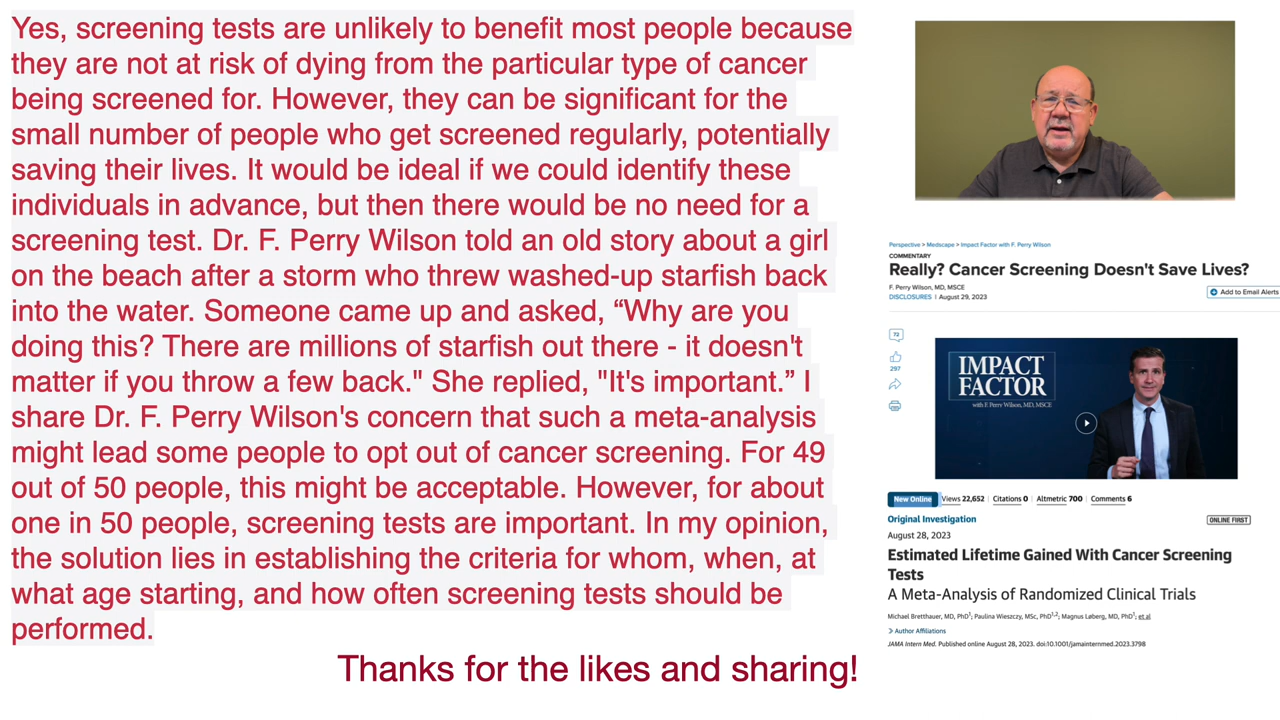 Yes, screening tests are unlikely to benefit most people because
they are not at risk of dying from the particular type of cancer
being screened for. However, they can be significant for the
small number of people who get screened regularly, potentially
saving their lives. It would be ideal if we could identify these
individuals in advance, but then there would be no need for a
screening test. Dr. F. Perry Wilson told an old story about a girl
on the beach after a storm who threw washed-up starfish back
into the water. Someone came up and asked, “Why are you
doing this? There are millions of starfish out there - it doesn't
matter if you throw a few back." She replied, "It's important.” I
share Dr. F. Perry Wilson's concern that such a meta-analysis
might lead some people to opt out of cancer screening. For 49
out of 50 people, this might be acceptable. However, for about
one in 50 people, screening tests are important. In my opinion,
the solution lies in establishing the criteria for whom, when, at
what age starting, and how often screening tests should be
performed.
Thanks for the likes and sharing!
Perspective > Medscape > Impact Factor with F. Perry Wilson
COMMENTARY
Really? Cancer Screening Doesn't Save Lives?
F. Perry Wilson, MD, MSCE
DISCLOSURES | August 29, 2023
Add to Email Alerts
72
297
IMPACT
FACTOR
with F. Perry Wilson, MD, MSCE
New Online Views 22,652 | Citations 0 | Altmetric 700 | Comments 6
Original Investigation
ONLINE FIRST
August 28, 2023
Estimated Lifetime Gained With Cancer Screening
Tests
A Meta-Analysis of Randomized Clinical Trials
Michael Bretthauer, MD, PhD1; Paulina Wieszczy, MSc, PhD1,2; Magnus Løberg, MD, PhD1; et al
> Author Affiliations
JAMA Intern Med. Published online August 28, 2023. doi:10.1001/jamainternmed.2023.3798